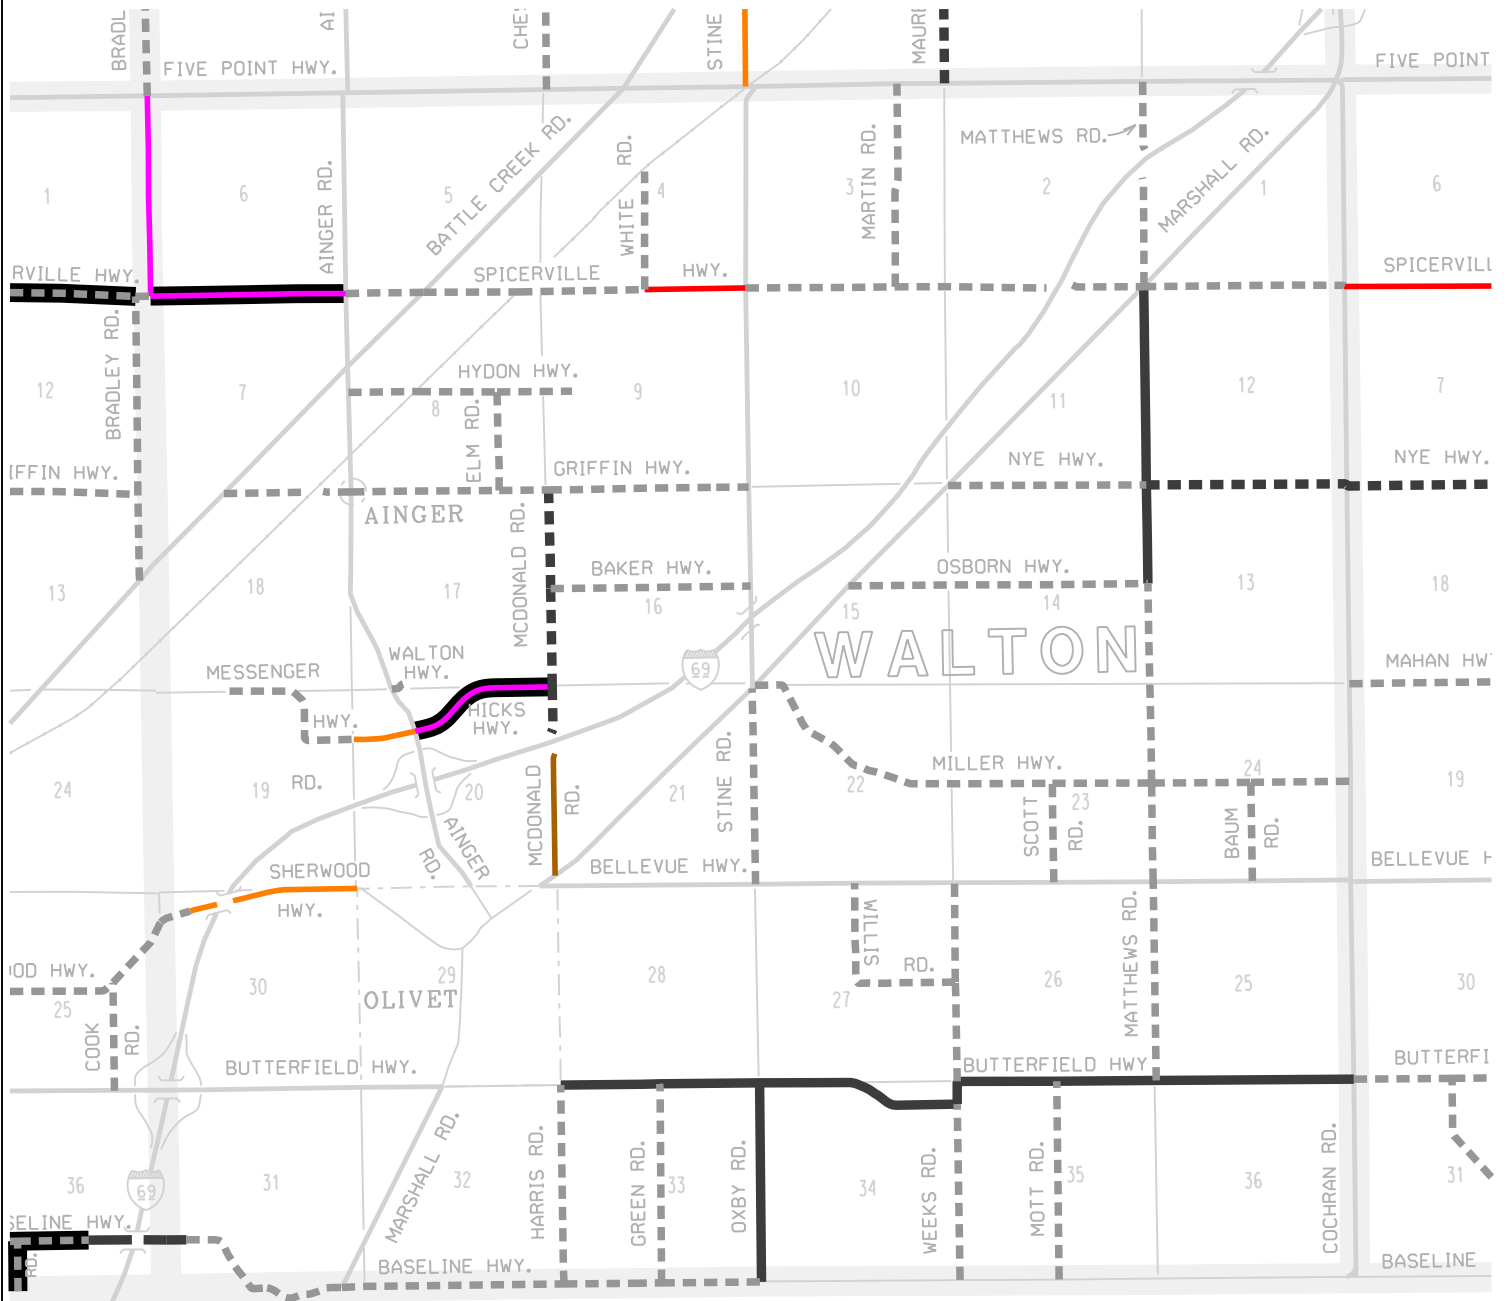 BRADL
AI
CHE
STINE
MAURE
FIVE POINT HWY.
FIVE POINT
BATTLE CREEK RD.
WHITE RD.
MARTIN RD.
MATTHEWS RD.
MARSHALL RD.
AINGER RD.
1
6
5
4
3
2
1
6
RVILLE HWY.
SPICERVILLE HWY.
SPICERVILL
BRADLEY RD.
HYDON HWY.
ELM RD.
12
7
8
9
10
11
12
7
IFFIN HWY.
GRIFFIN HWY.
NYE HWY.
NYE HWY.
AINGER
MCDONALD RD.
BAKER HWY.
OSBORN HWY.
13
18
17
16
15
14
13
18
WALTON
MESSENGER HWY.
WALTON
HWY.
HICKS
HWY.
69
MAHAN HW
STINE RD.
MILLER HWY.
24
19
RD.
20
MCDONALD RD.
21
22
23
24
19
SCOTT RD.
BAUM RD.
AINGER RD.
SHERWOOD
HWY.
BELLEVUE HWY.
BELLEVUE H
WILLIS
RD.
MATTHEWS RD.
OD HWY.
25
30
29
28
27
26
25
30
OLIVET
COOK RD.
BUTTERFIELD HWY.
BUTTERFIELD HWY
BUTTERFI
MARSHALL RD.
HARRIS RD.
GREEN RD.
OXBY RD.
WEEKS RD.
MOTT RD.
COCHRAN RD.
36
69
31
32
33
34
35
36
31
SELINE HWY.
RD.
BASELINE HWY.
BASELINE